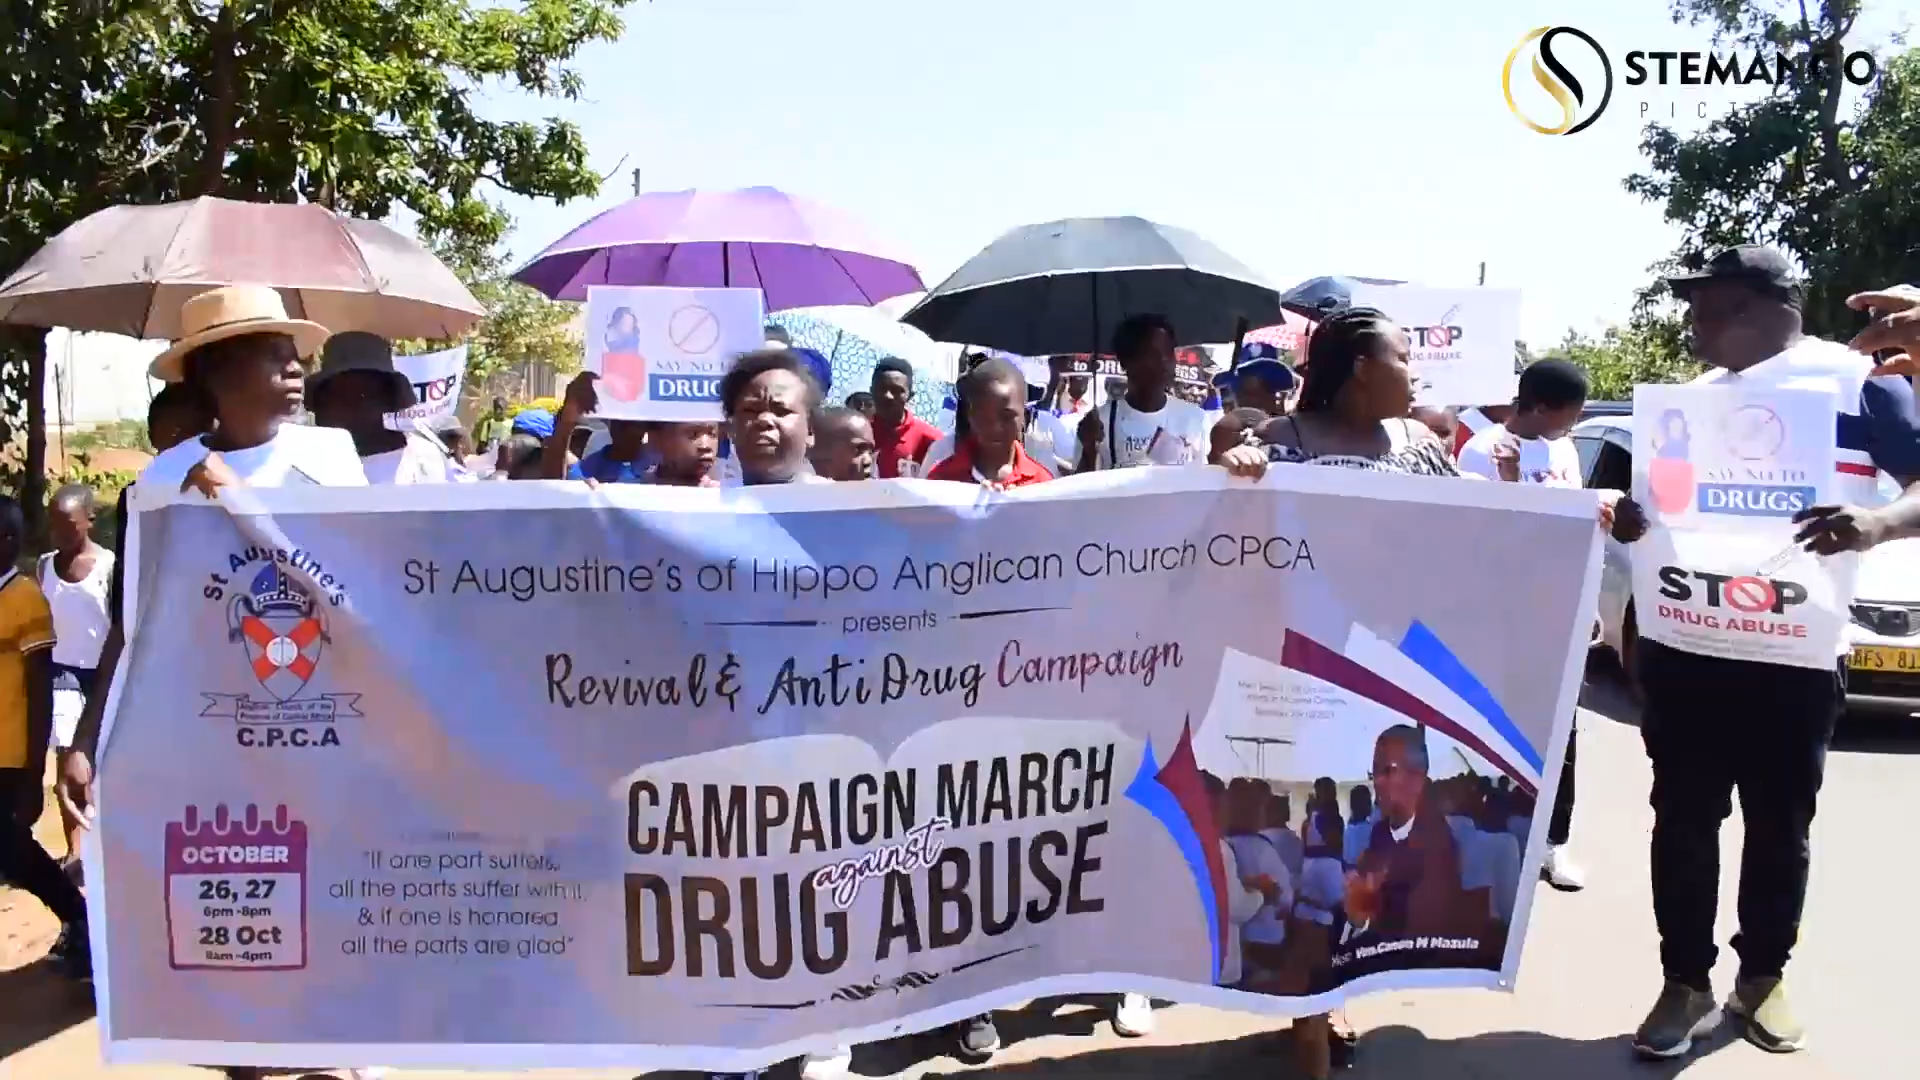 STEMANGO
SAY NO TO
DRUG
STOP
DRUG ABUSE
STOP
DRUG ABUSE
SAY NO TO
DRUGS
STOP
DRUG ABUSE
St Augustine's
C.P.C.A
St Augustine's of Hippo Anglican Church CPCA
presents
Revival & Anti Drug Campaign
CAMPAIGN MARCH
against
DRUG ABUSE
OCTOBER
26, 27
6pm -8pm
28 Oct
8am -4pm
"If one part suffers,
all the parts suffer with it,
& if one is honored
all the parts are glad"
Ven.Canon M Mazula